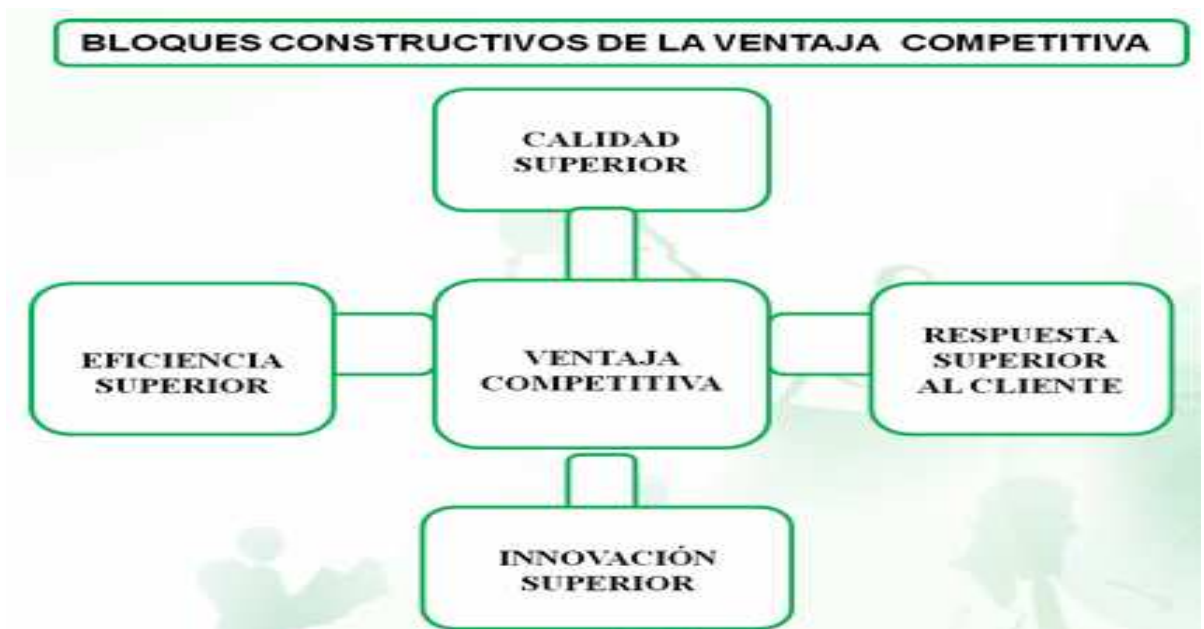 BLOQUES CONSTRUCTIVOS DE LA VENTAJA COMPETITIVA
CALIDAD
SUPERIOR
EFICIENCIA
SUPERIOR
VENTAJA
COMPETITIVA
RESPUESTA
SUPERIOR
AL CLIENTE
INNOVACIÓN
SUPERIOR